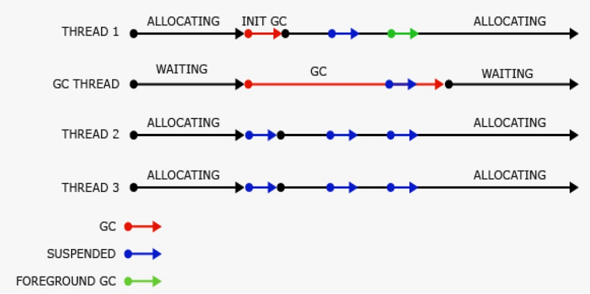 ALLOCATING INIT GC ALLOCATING
THREAD 1
WAITING GC WAITING
GC THREAD
ALLOCATING ALLOCATING
THREAD 2
ALLOCATING ALLOCATING
THREAD 3
GC
SUSPENDED
FOREGROUND GC